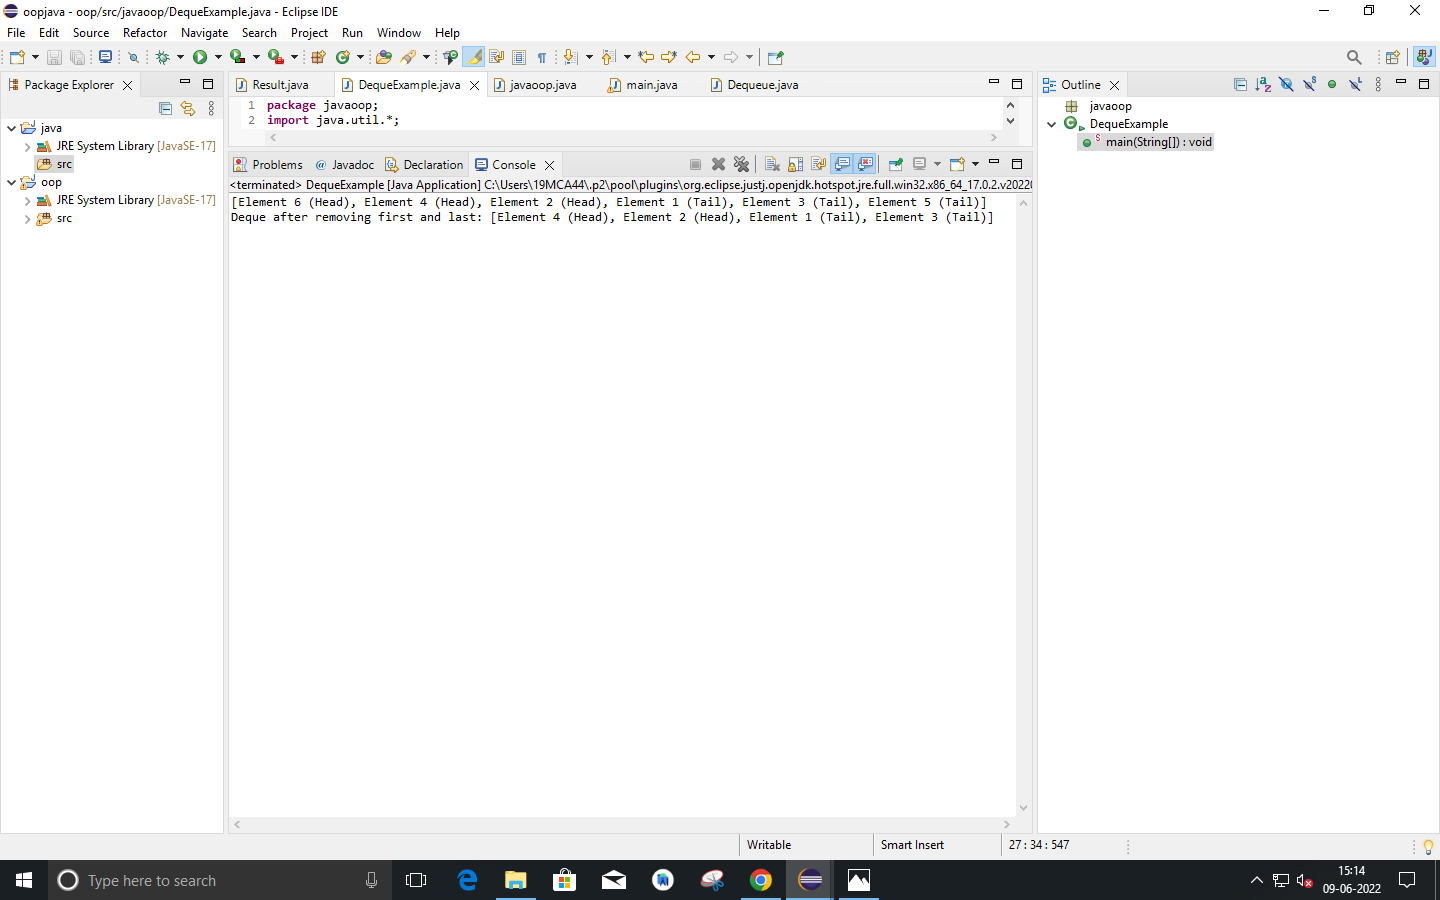 oopjava - oop/src/javaoop/DequeExample.java - Eclipse IDE
File Edit Source Refactor Navigate Search Project Run Window Help
Package Explorer
java
JRE System Library [JavaSE-17]
src
oop
JRE System Library [JavaSE-17]
src
Result.java DequeExample.java javaoop.java main.java Dequeue.java
1 package javaoop;
2 import java.util.*;
Problems @ Javadoc Declaration Console
<terminated> DequeExample [Java Application] C:\Users\19MCA44\.p2\pool\plugins\org.eclipse.justj.openjdk.hotspot.jre.full.win32.x86_64_17.0.2.v2022
[Element 6 (Head), Element 4 (Head), Element 2 (Head), Element 1 (Tail), Element 3 (Tail), Element 5 (Tail)]
Deque after removing first and last: [Element 4 (Head), Element 2 (Head), Element 1 (Tail), Element 3 (Tail)]
Outline
javaoop
DequeExample
main(String[]) : void
Writable Smart Insert 27 : 34 : 547
Type here to search
15:14
09-06-2022